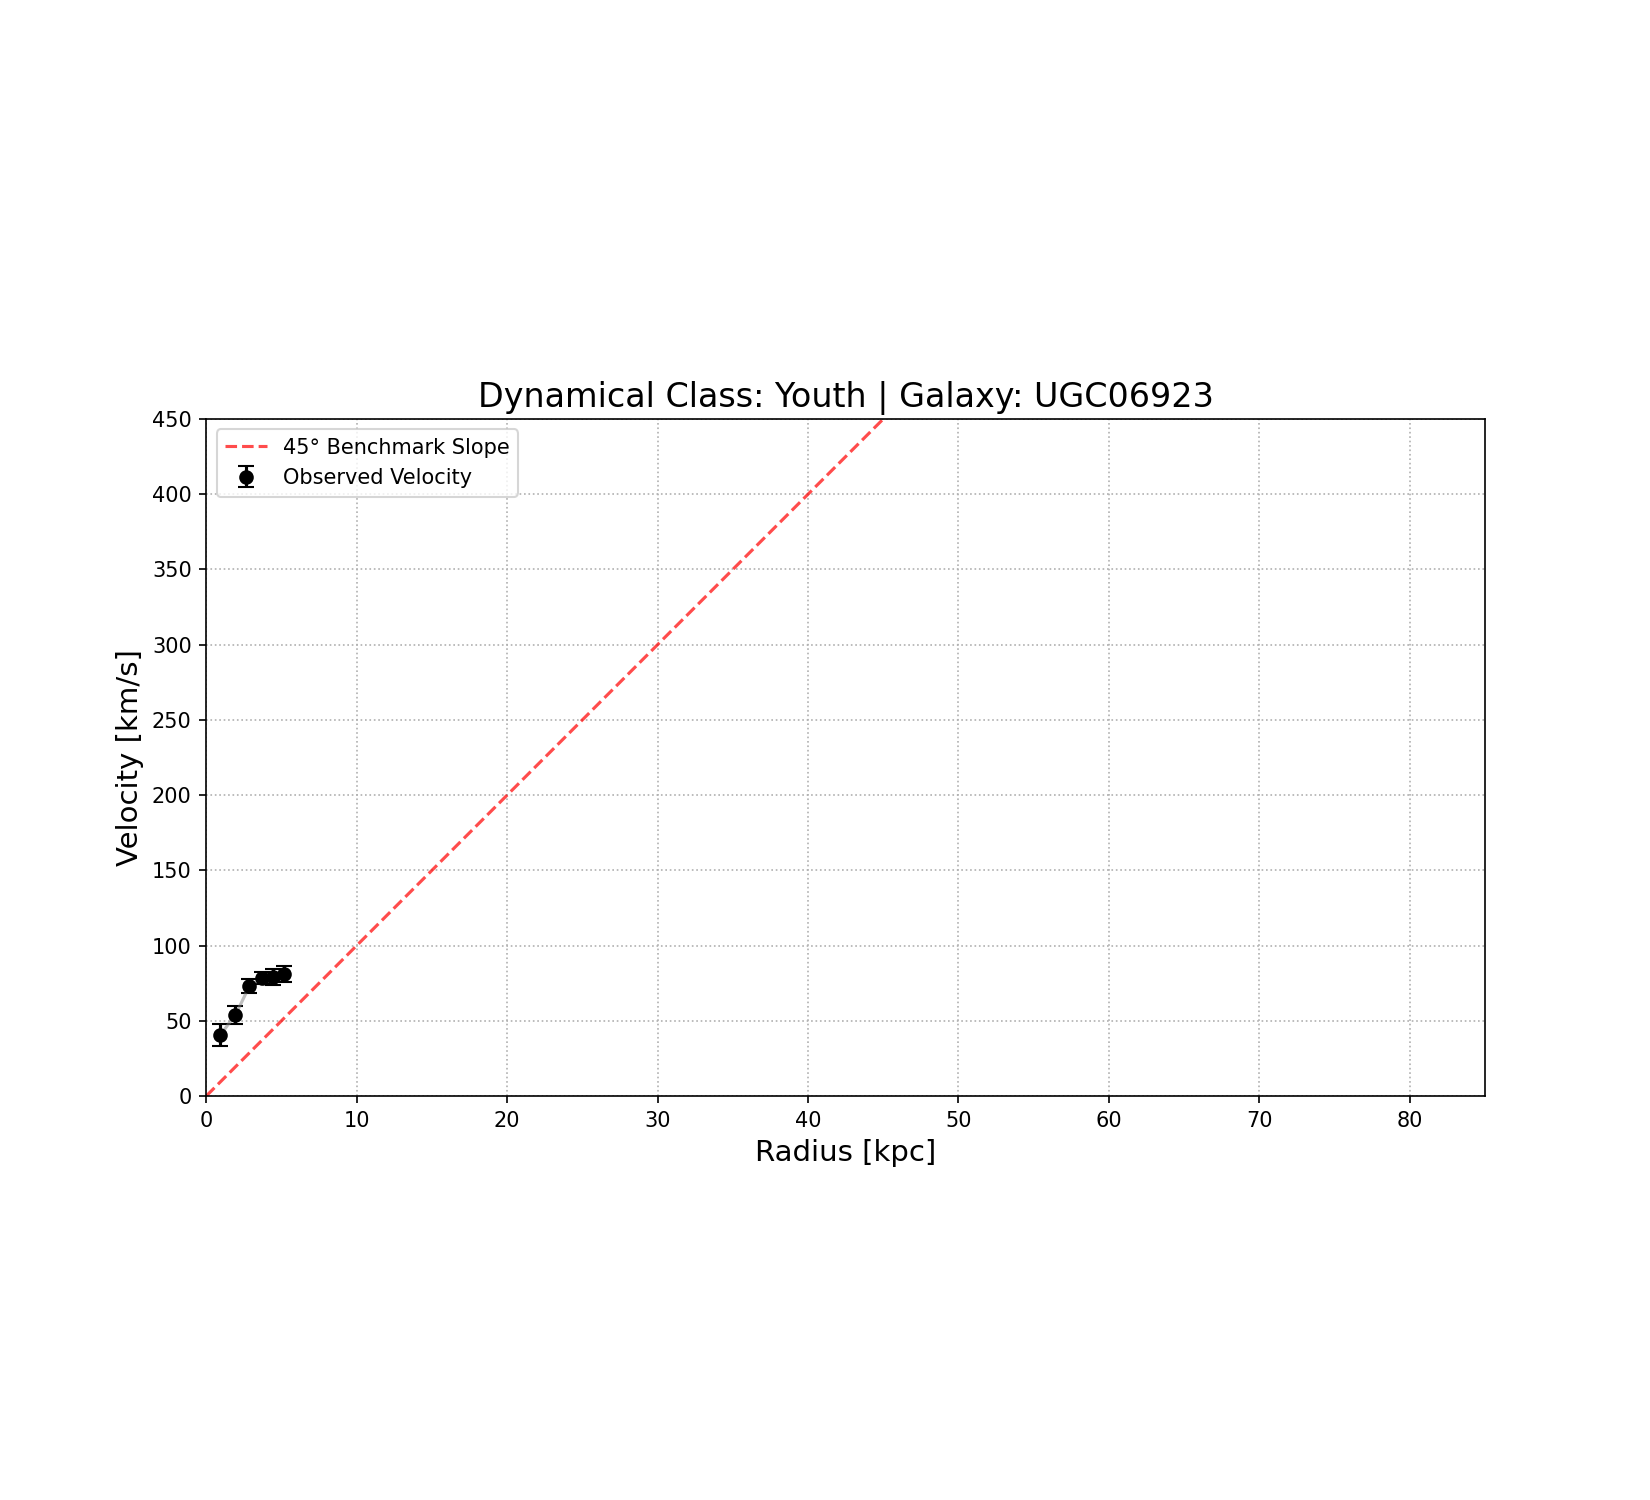 Dynamical Class: Youth | Galaxy: UGC06923
450
400
350
300
250
200
150
100
50
0
45° Benchmark Slope
Observed Velocity
Velocity [km/s]
0 10 20 30 40 50 60 70 80
Radius [kpc]